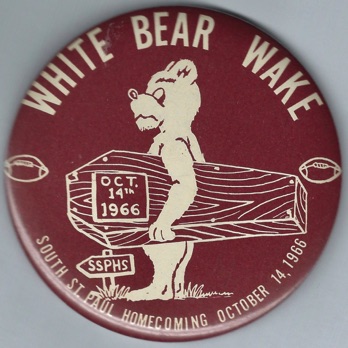 WHITE BEAR WAKE
OCT.
14TH
1966
SSPHS
SOUTH ST. PAUL HOMECOMING OCTOBER 14, 1966